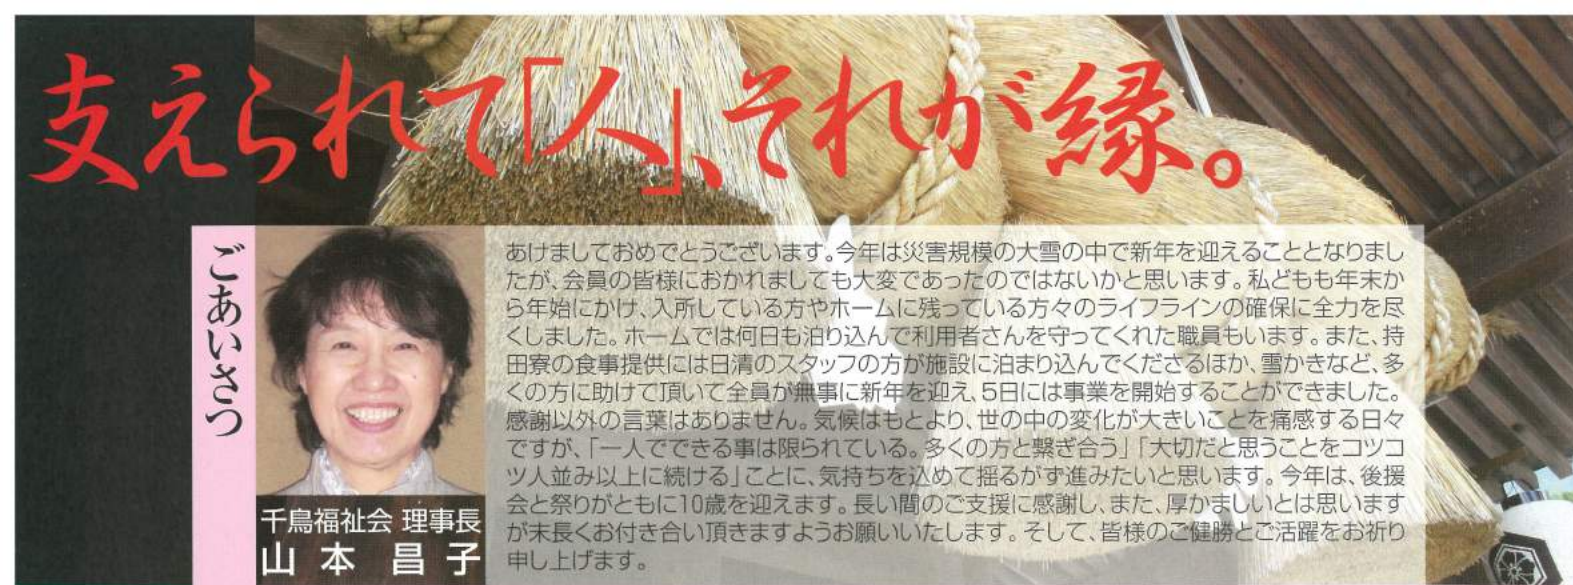 支えられて「人」、それが縁。
ごあいさつ
千鳥福祉会 理事長
山本昌子
あけましておめでとうございます。今年は災害規模の大雪の中で新年を迎えることとなりまし
たが、会員の皆様におかれましても大変であったのではないかと思います。私どもも年末か
ら年始にかけ、入所している方やホームに残っている方々のライフラインの確保に全力を尽
くしました。ホームでは何日も泊り込んで利用者さんを守ってくれた職員もいます。また、持
田寮の食事提供には日清のスタッフの方が施設に泊まり込んでくださるほか、雪かきなど、多
くの方に助けて頂いて全員が無事に新年を迎え、5日には事業を開始することができました。
感謝以外の言葉はありません。気候はもとより、世の中の変化が大きいことを痛感する日々
ですが、「一人でできる事は限られている。多くの方と繋ぎ合う」「大切だと思うことをコツコ
ツ人並み以上に続ける」ことに、気持ちを込めて揺るがず進みたいと思います。今年は、後援
会と祭りがともに10歳を迎えます。長い間のご支援に感謝し、また、厚かましいとは思います
が末長くお付き合い頂きますようお願いいたします。そして、皆様のご健勝とご活躍をお祈り
申し上げます。